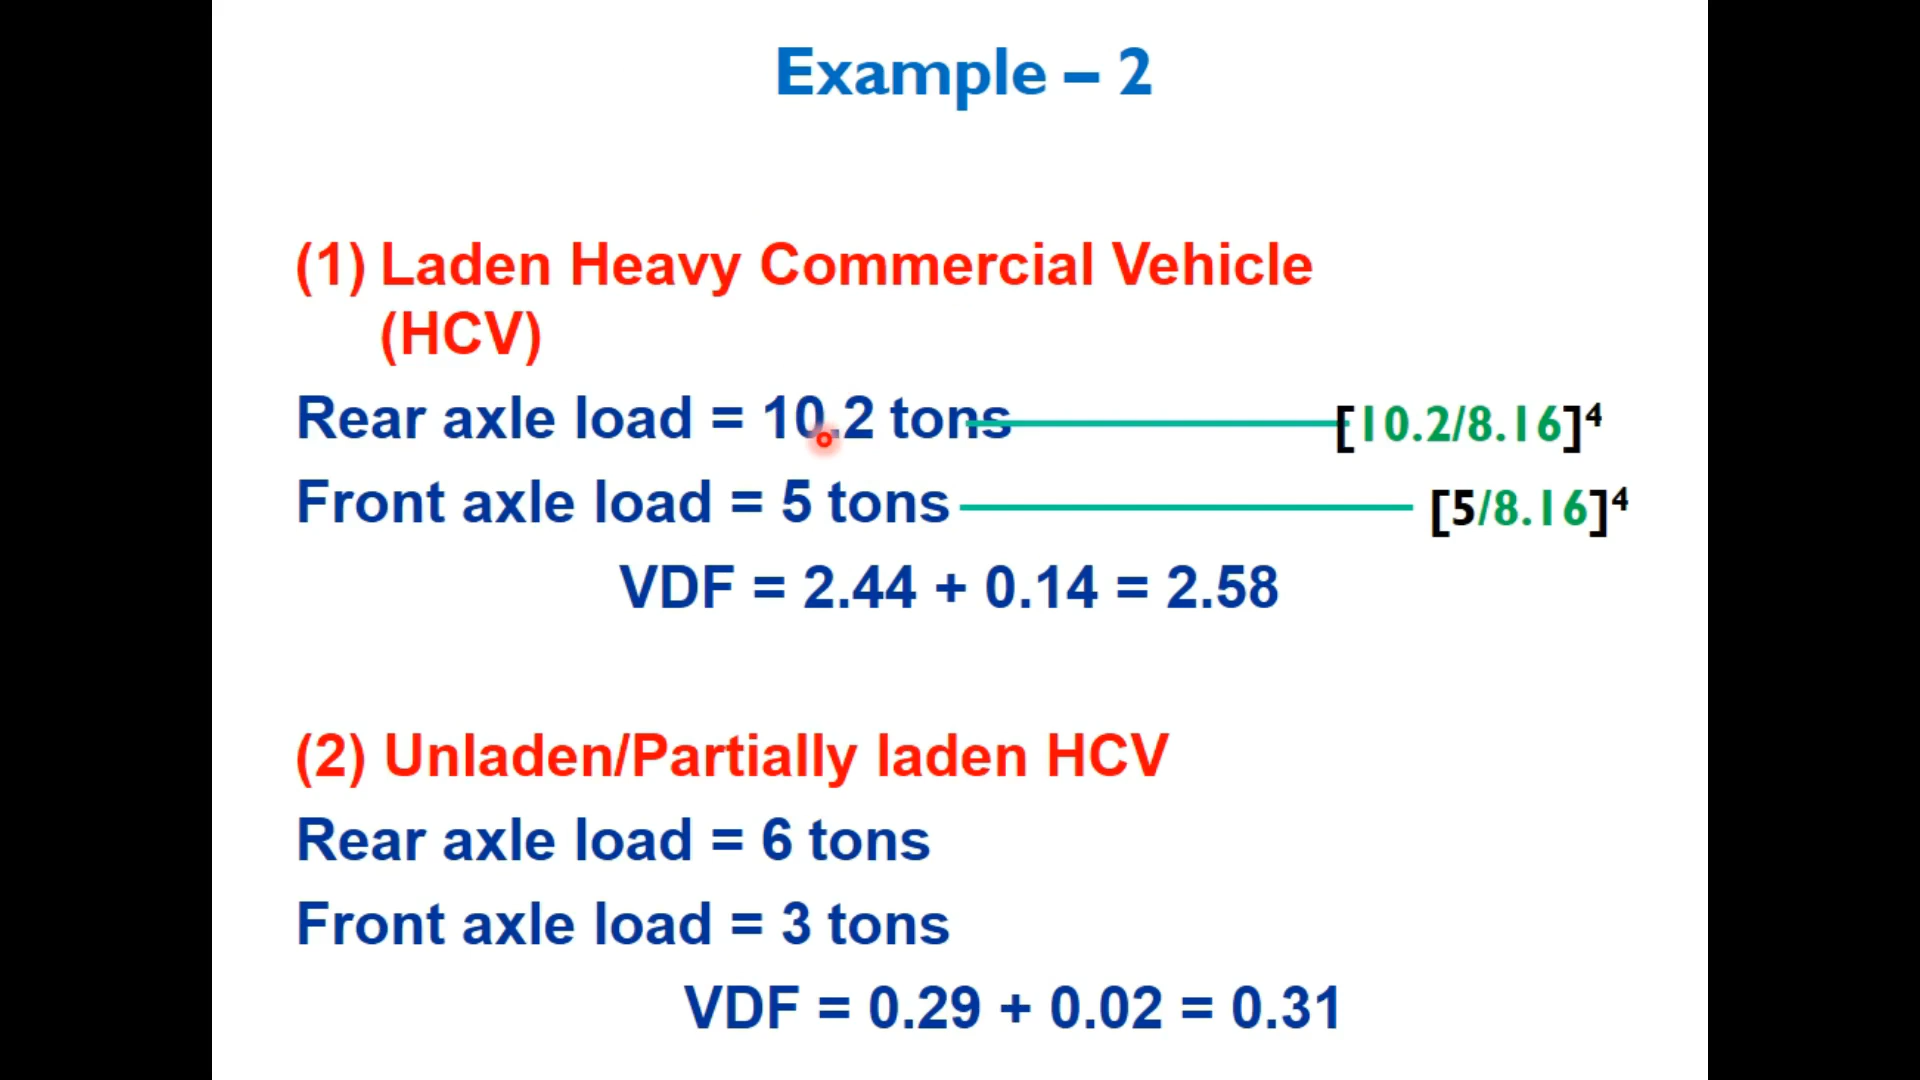 Example – 2
(1) Laden Heavy Commercial Vehicle
(HCV)
Rear axle load = 10.2 tons [10.2/8.16]⁴
Front axle load = 5 tons [5/8.16]⁴
VDF = 2.44 + 0.14 = 2.58
(2) Unladen/Partially laden HCV
Rear axle load = 6 tons
Front axle load = 3 tons
VDF = 0.29 + 0.02 = 0.31